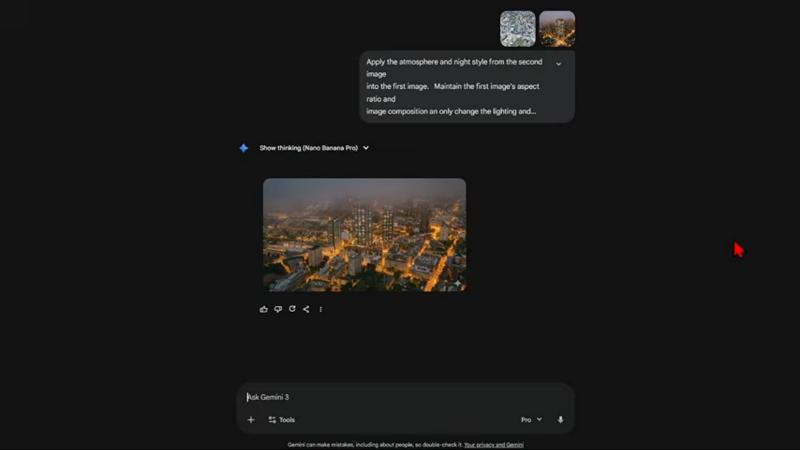 Apply the atmosphere and night style from the second
image
into the first image. Maintain the first image's aspect
ratio and
image composition an only change the lighting and...
Show thinking (Nano Banana Pro)
Ask Gemini 3
Tools
Pro
Gemini can make mistakes, including about people, so double-check it. Your privacy and Gemini